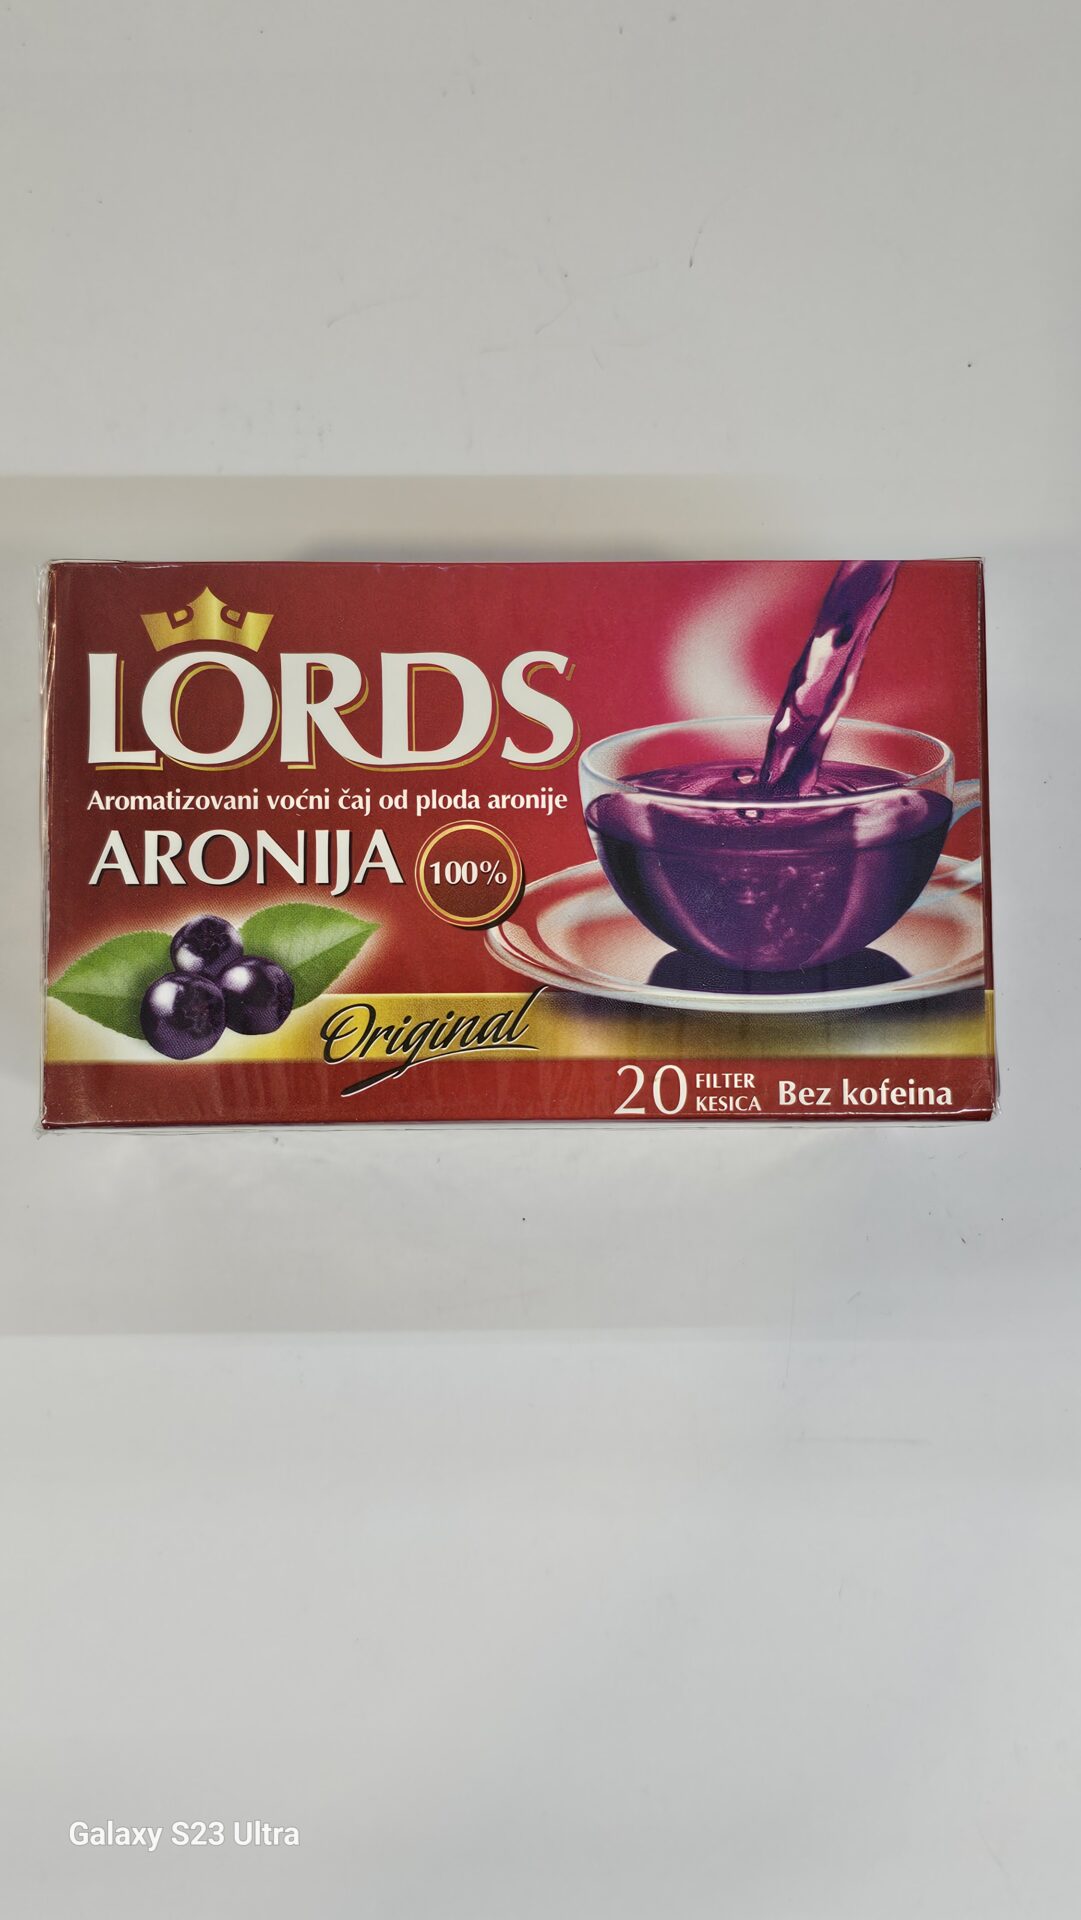 LORDS
Aromatizovani voćni čaj od ploda aronije
ARONIJA 100%
Original
20 FILTER KESICA Bez kofeina
Galaxy S23 Ultra